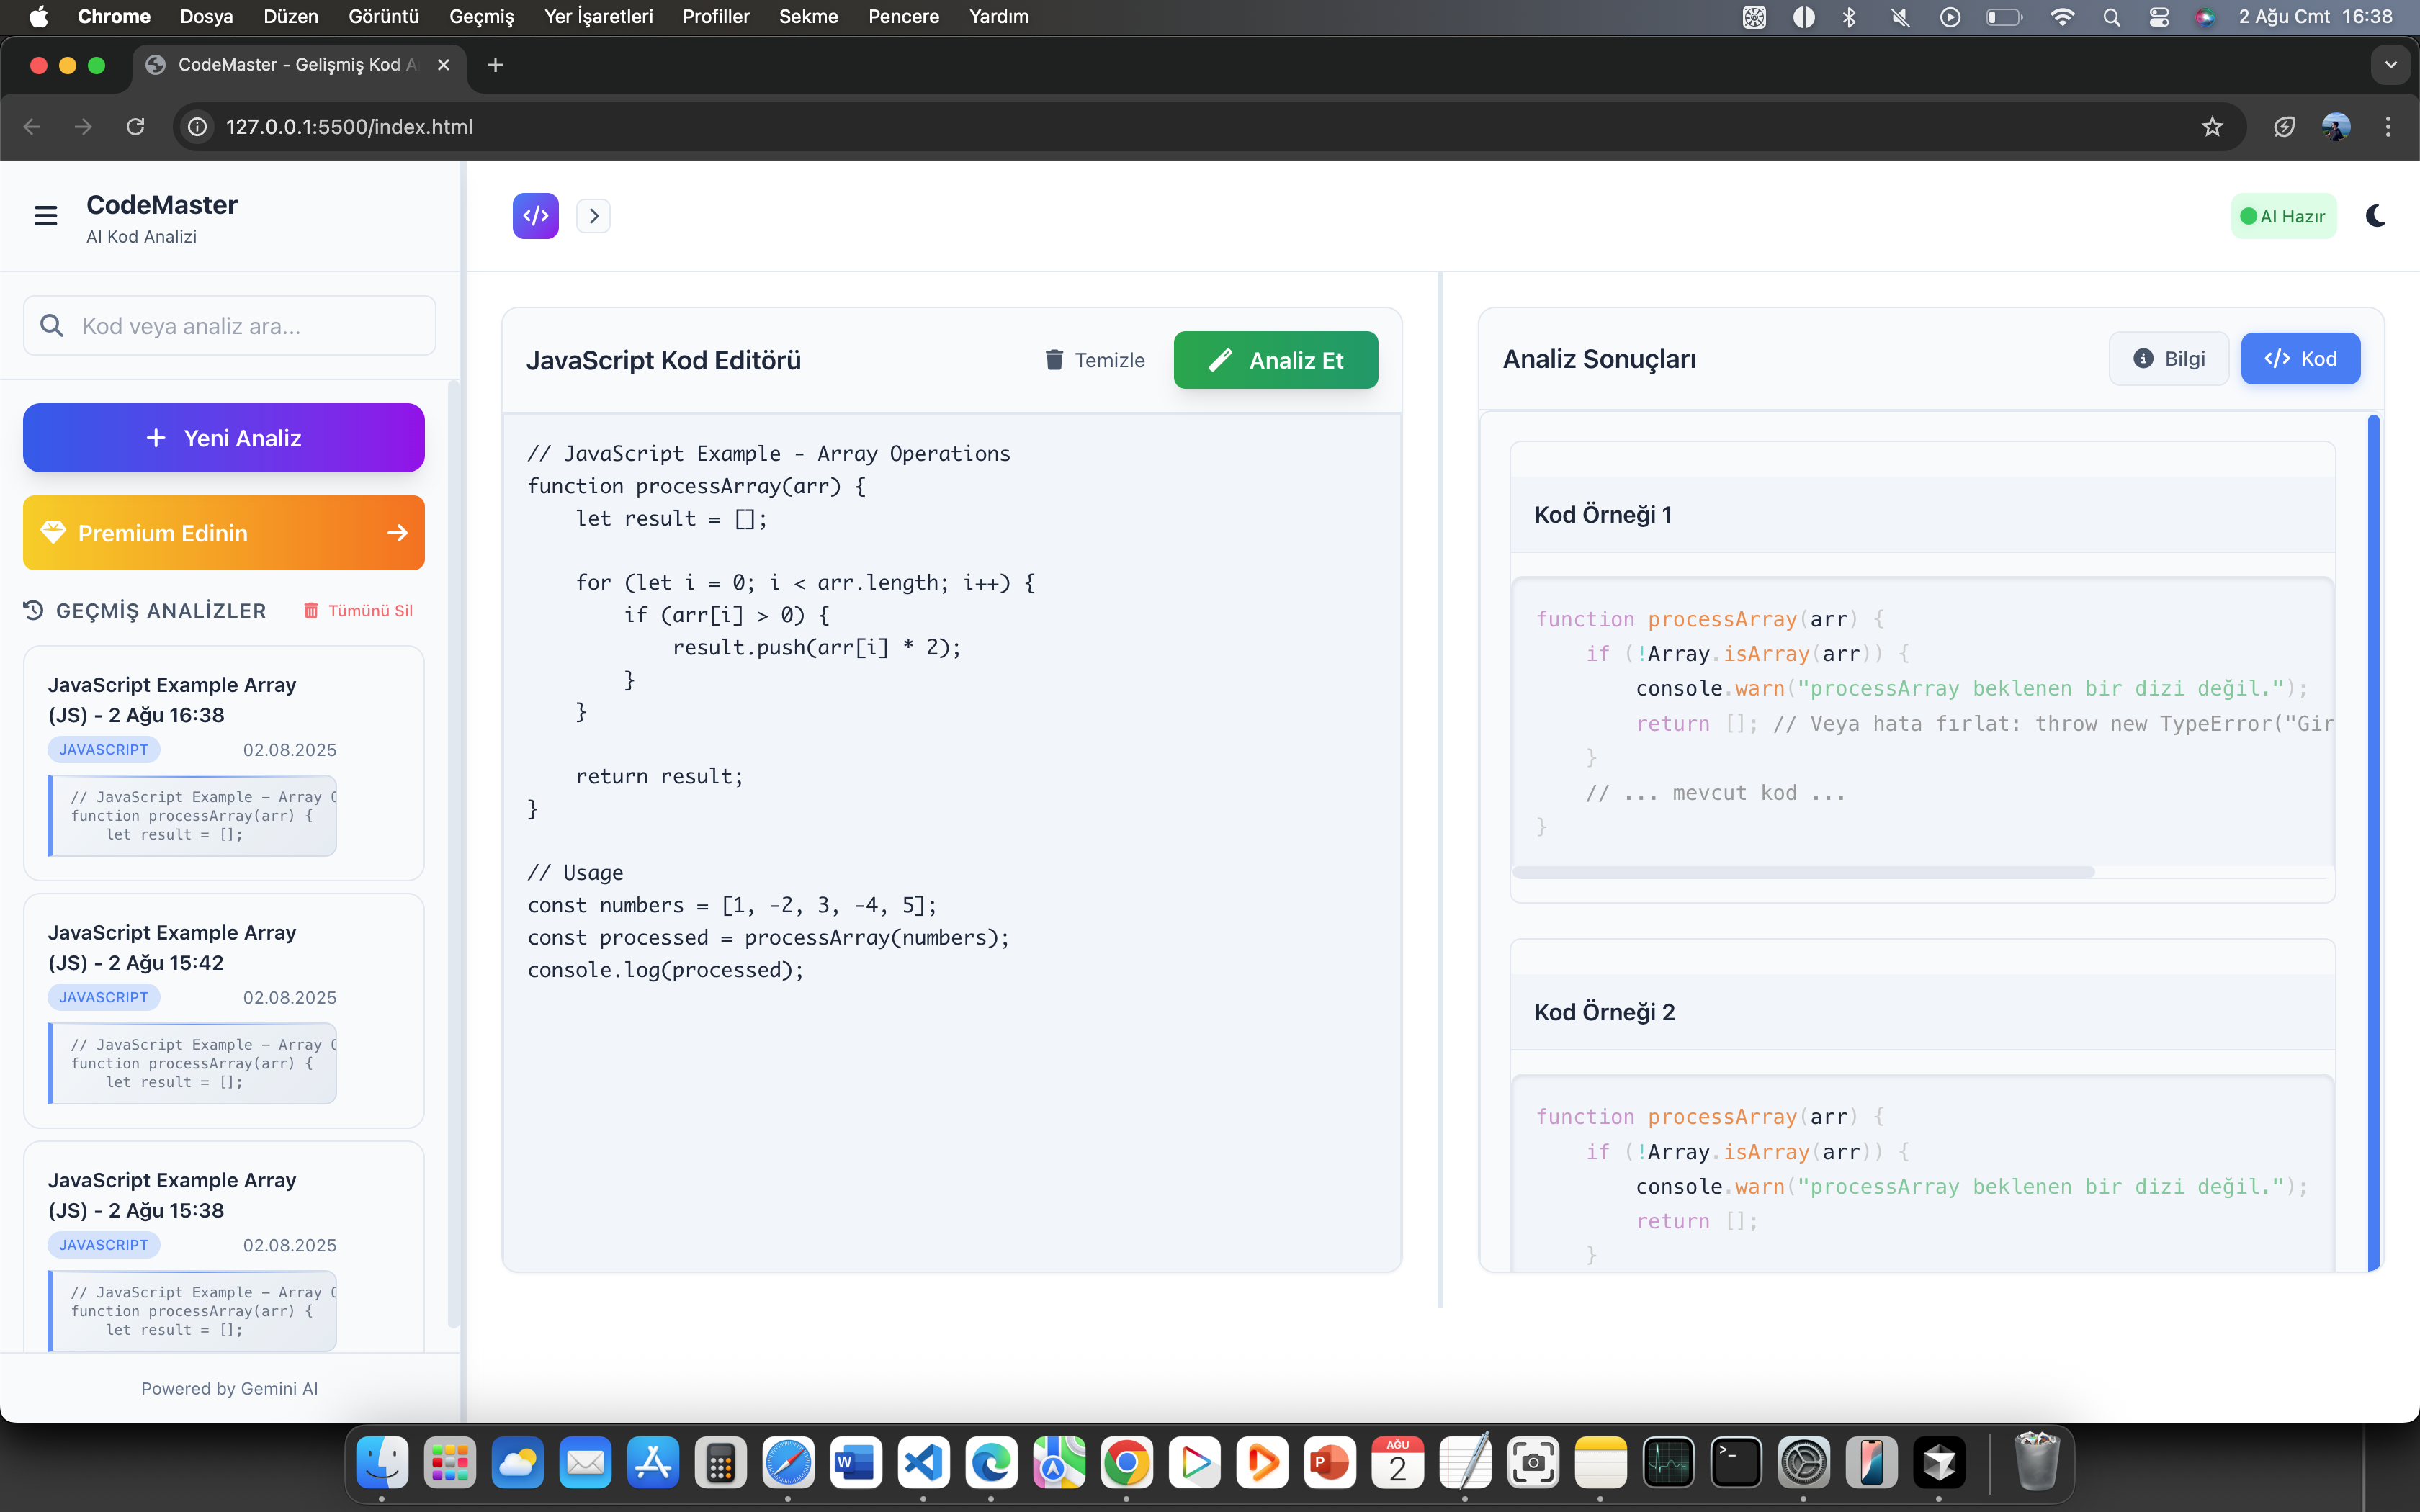 Chrome Dosya Düzen Görüntü Geçmiş Yer İşaretleri Profiller Sekme Pencere Yardım 2 Ağu Cmt 16:38
CodeMaster - Gelişmiş Kod
127.0.0.1:5500/index.html
CodeMaster
AI Kod Analizi
Kod veya analiz ara...
Yeni Analiz
Premium Edinin
GEÇMİŞ ANALİZLER Tümünü Sil
JavaScript Example Array
(JS) - 2 Ağu 16:38
JAVASCRIPT 02.08.2025
// JavaScript Example – Array
function processArray(arr) {
let result = [];
JavaScript Example Array
(JS) - 2 Ağu 15:42
JAVASCRIPT 02.08.2025
// JavaScript Example – Array
function processArray(arr) {
let result = [];
JavaScript Example Array
(JS) - 2 Ağu 15:38
JAVASCRIPT 02.08.2025
// JavaScript Example – Array
function processArray(arr) {
let result = [];
Powered by Gemini AI
</> AI Hazır
JavaScript Kod Editörü Temizle Analiz Et
// JavaScript Example - Array Operations
function processArray(arr) {
let result = [];
for (let i = 0; i < arr.length; i++) {
if (arr[i] > 0) {
result.push(arr[i] * 2);
}
}
return result;
}
// Usage
const numbers = [1, -2, 3, -4, 5];
const processed = processArray(numbers);
console.log(processed);
Analiz Sonuçları Bilgi </> Kod
Kod Örneği 1
function processArray(arr) {
if (!Array.isArray(arr)) {
console.warn("processArray beklenen bir dizi değil.");
return []; // Veya hata fırlat: throw new TypeError("Gir
}
// ... mevcut kod ...
}
Kod Örneği 2
function processArray(arr) {
if (!Array.isArray(arr)) {
console.warn("processArray beklenen bir dizi değil.");
return [];
}
AĞU
2